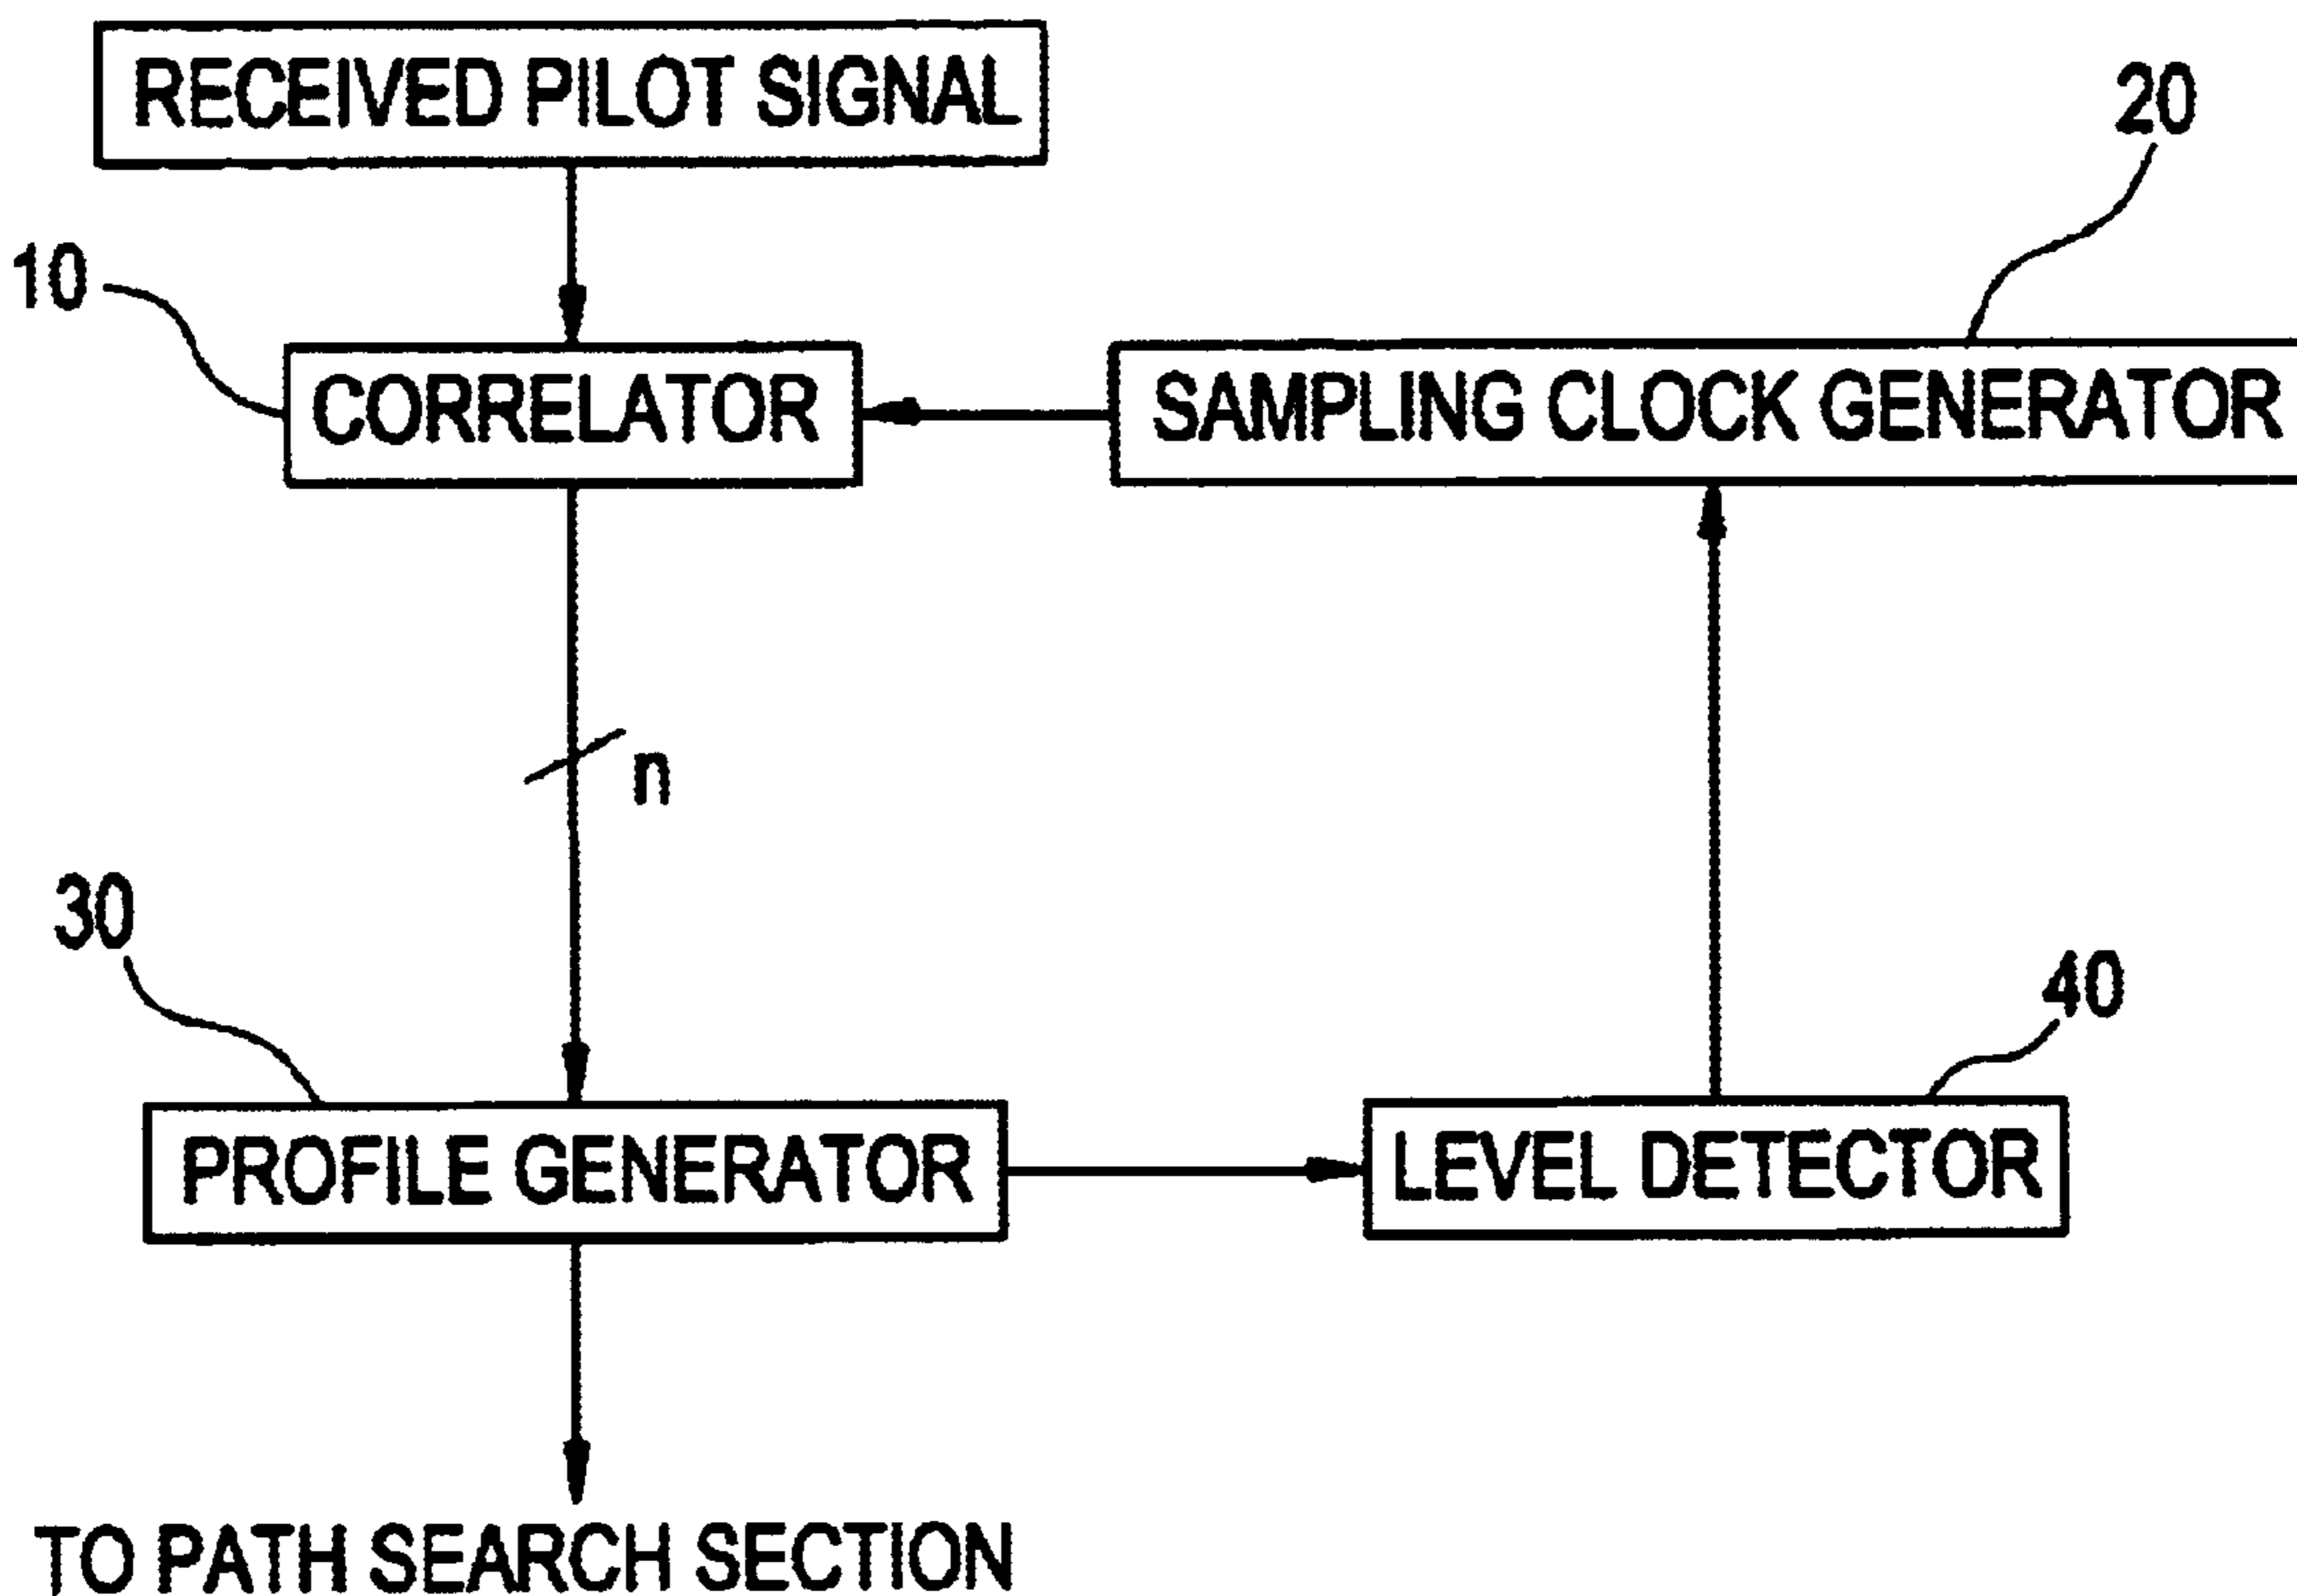 RECEIVED PILOT SIGNAL
20
10
CORRELATOR
SAMPLING CLOCK GENERATOR
n
30
40
PROFILE GENERATOR
LEVEL DETECTOR
TO PATH SEARCH SECTION